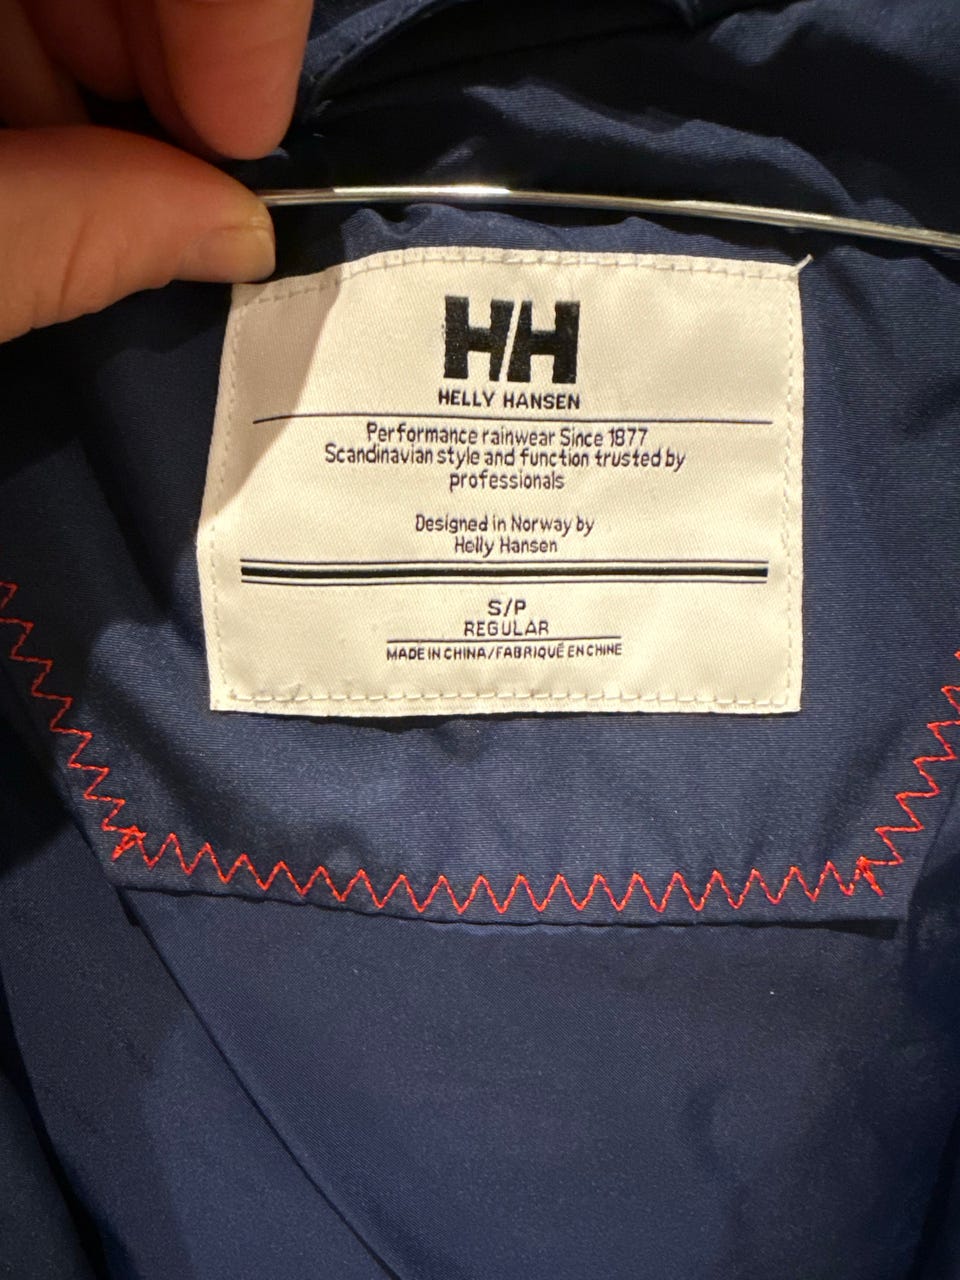 HH
HELLY HANSEN
Performance rainwear Since 1877
Scandinavian style and function trusted by
professionals
Designed in Norway by
Helly Hansen
S/P
REGULAR
MADE IN CHINA/FABRIQUÉ EN CHINE